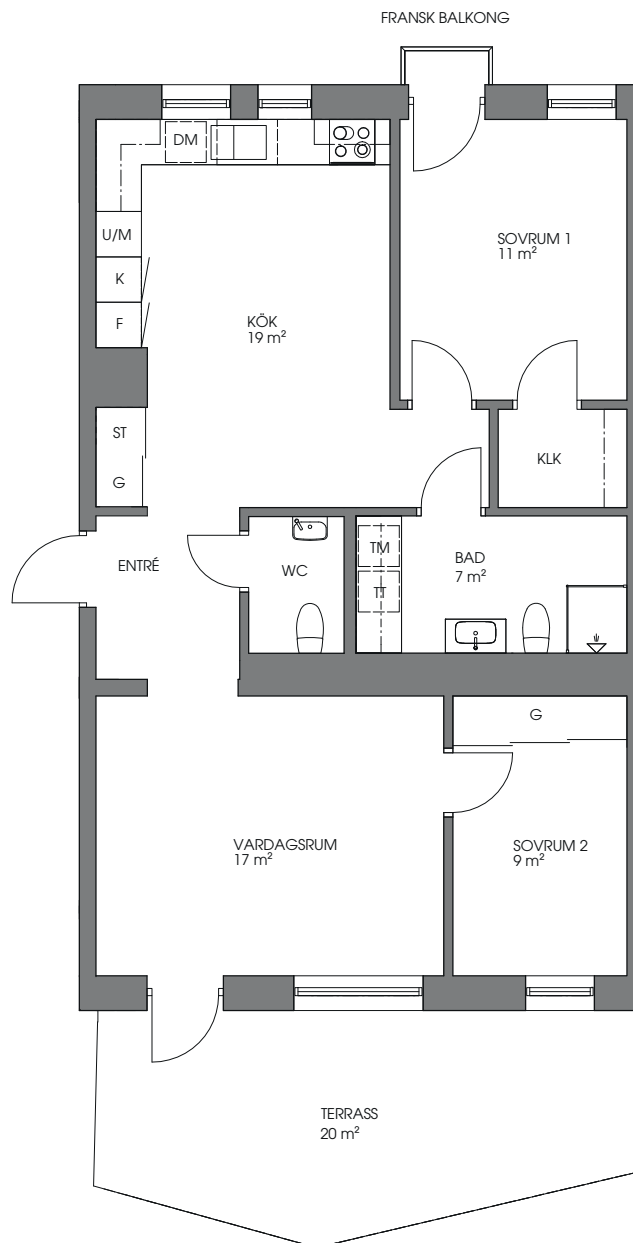 FRANSK BALKONG
DM
U/M
K
F
KÖK
19 m²
SOVRUM 1
11 m²
ST
G
KLK
ENTRÉ
WC
TM
TT
BAD
7 m²
G
VARDAGSRUM
17 m²
SOVRUM 2
9 m²
TERRASS
20 m²